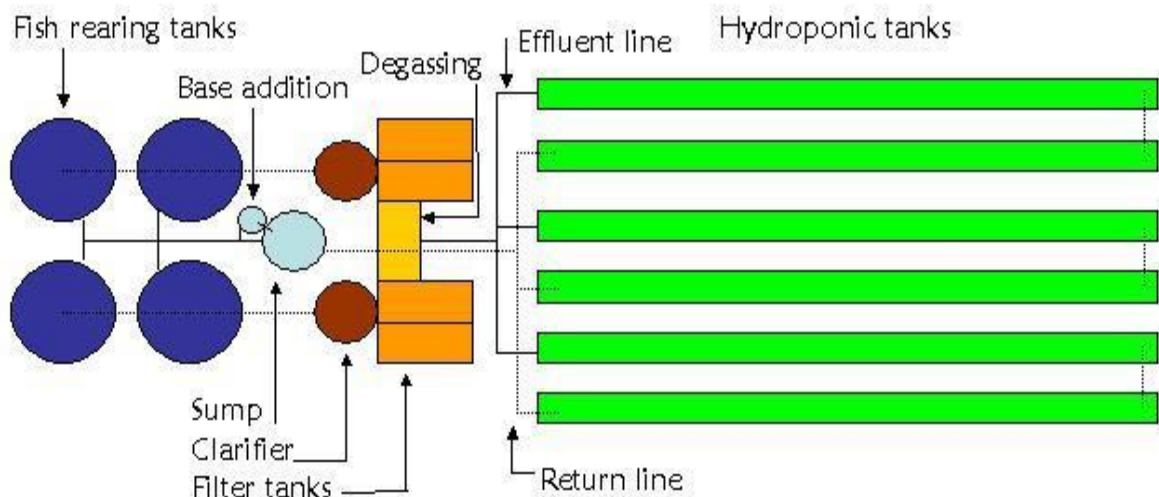 Fish rearing tanks
Base addition
Degassing
Effluent line
Hydroponic tanks
Sump
Clarifier
Filter tanks
Return line